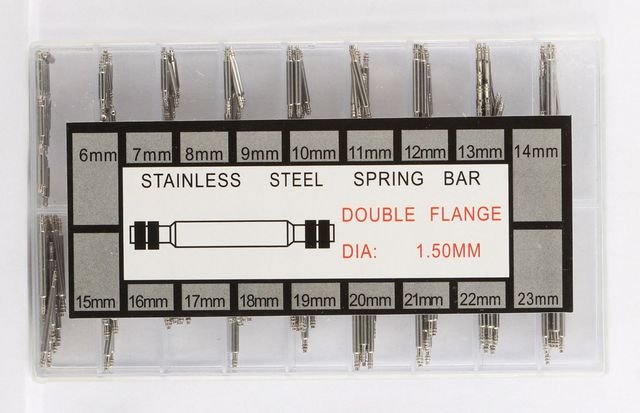 6mm 7mm 8mm 9mm 10mm 11mm 12mm 13mm 14mm
STAINLESS STEEL SPRING BAR
DOUBLE FLANGE
DIA: 1.50MM
15mm 16mm 17mm 18mm 19mm 20mm 21mm 22mm 23mm